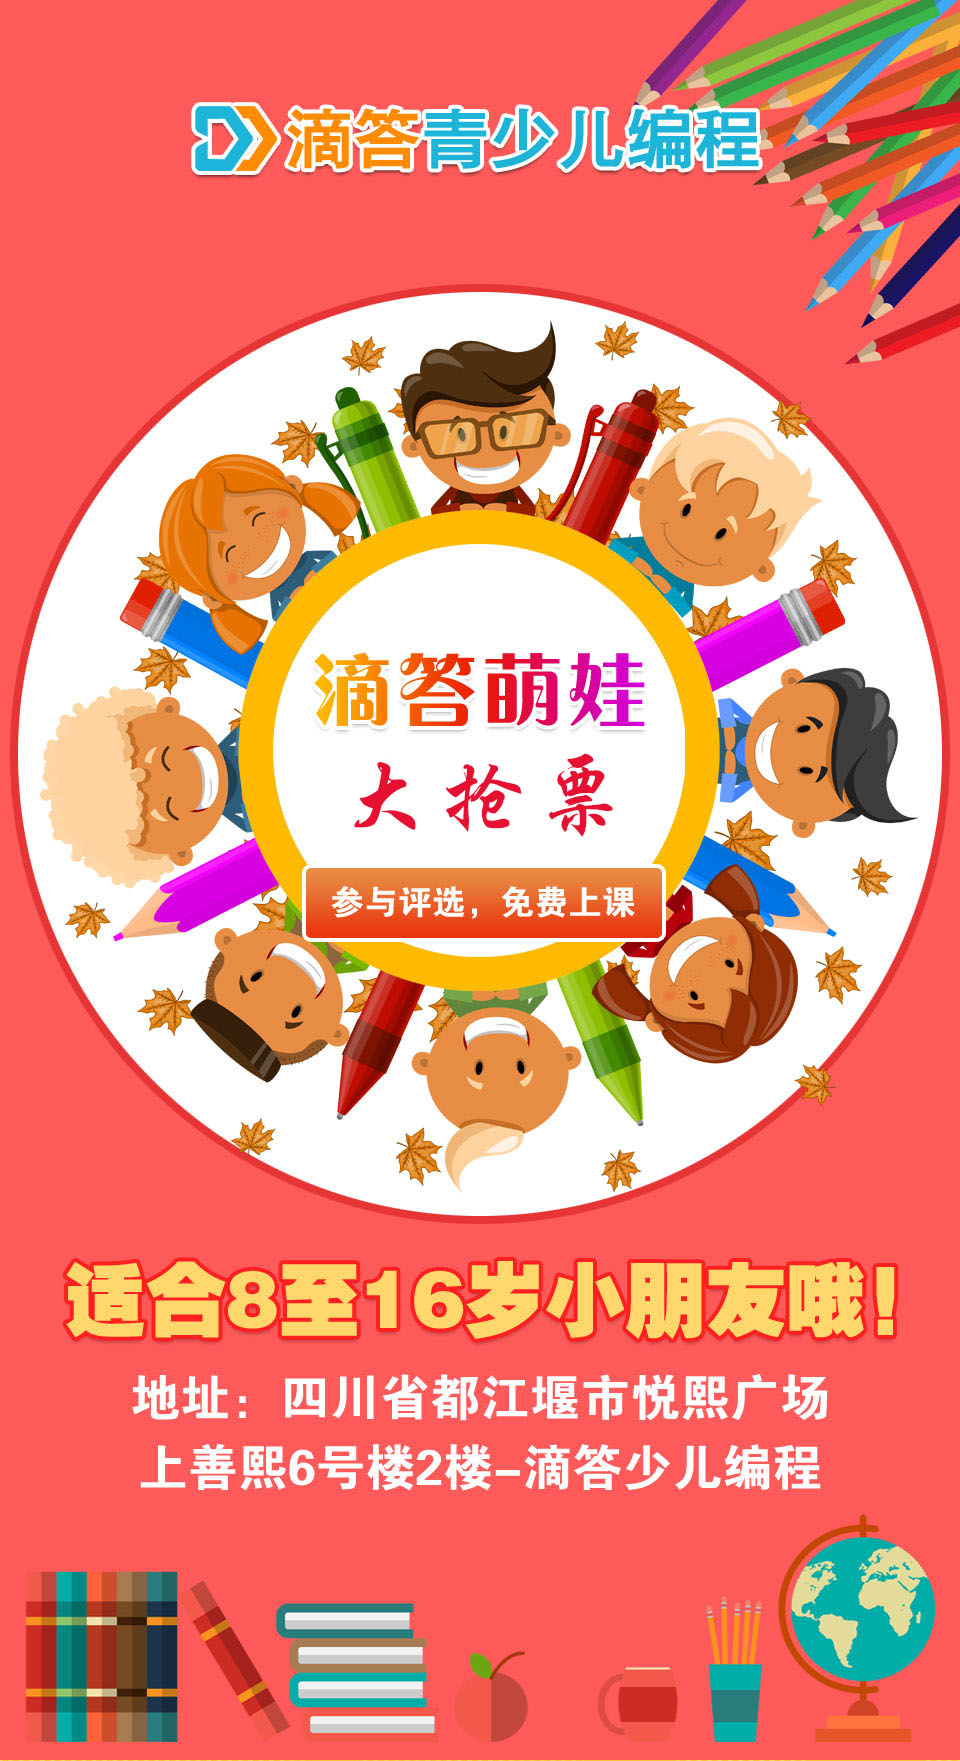 滴答青少儿编程
滴答萌娃
大抢票
参与评选，免费上课
适合8至16岁小朋友哦！
地址：四川省都江堰市悦熙广场
上善熙6号楼2楼-滴答少儿编程